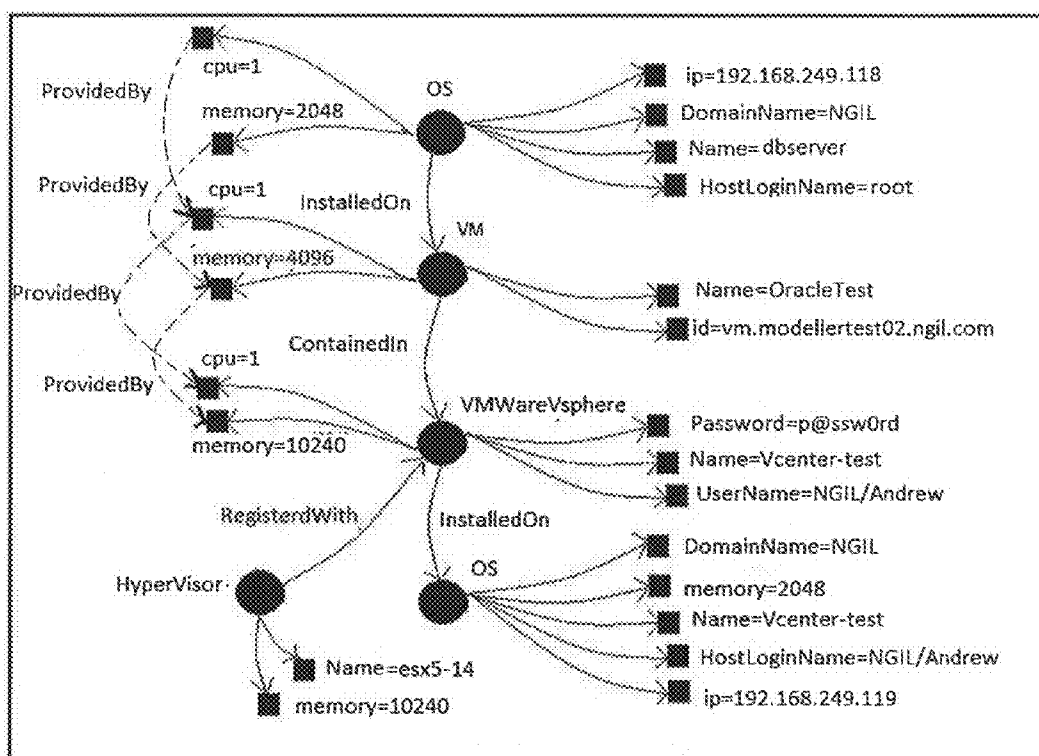 cpu=1
OS
ip=192.168.249.118
ProvidedBy
memory=2048
DomainName=NGIL
Name=dbserver
ProvidedBy
cpu=1
InstalledOn
HostLoginName=root
VM
memory=4096
ProvidedBy
Name=OracleTest
id=vm.modellertest02.ngil.com
ContainedIn
cpu=1
ProvidedBy
VMWareVsphere
Password=p@ssw0rd
memory=10240
Name=Vcenter-test
UserName=NGIL/Andrew
RegisterdWith
InstalledOn
DomainName=NGIL
HyperVisor
OS
memory=2048
Name=Vcenter-test
HostLoginName=NGIL/Andrew
Name=esx5-14
ip=192.168.249.119
memory=10240